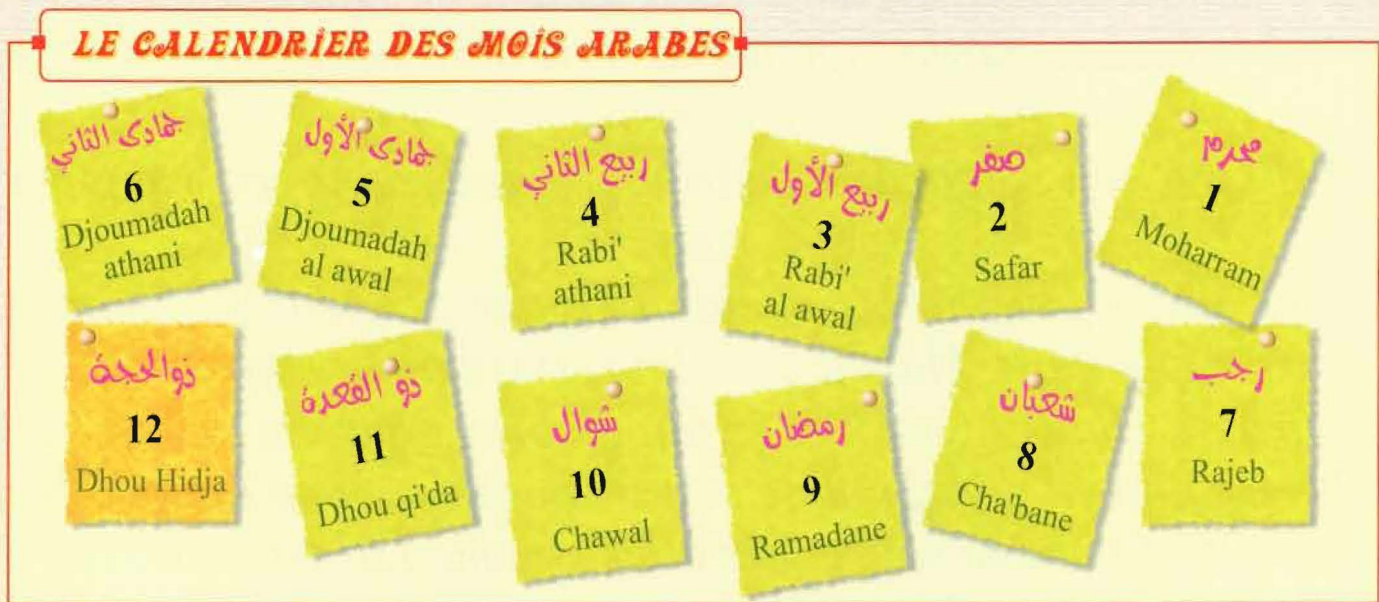 LE CALENDRIER DES MOIS ARABES
محرم
1
Moharram
صفر
2
Safar
ربيع الأول
3
Rabi'
al awal
ربيع الثاني
4
Rabi'
athani
جمادى الأول
5
Djoumadah
al awal
جمادى الثاني
6
Djoumadah
athani
رجب
7
Rajeb
شعبان
8
Cha'bane
رمضان
9
Ramadane
شوال
10
Chawal
ذو القعدة
11
Dhou qi'da
ذوالحجة
12
Dhou Hidja